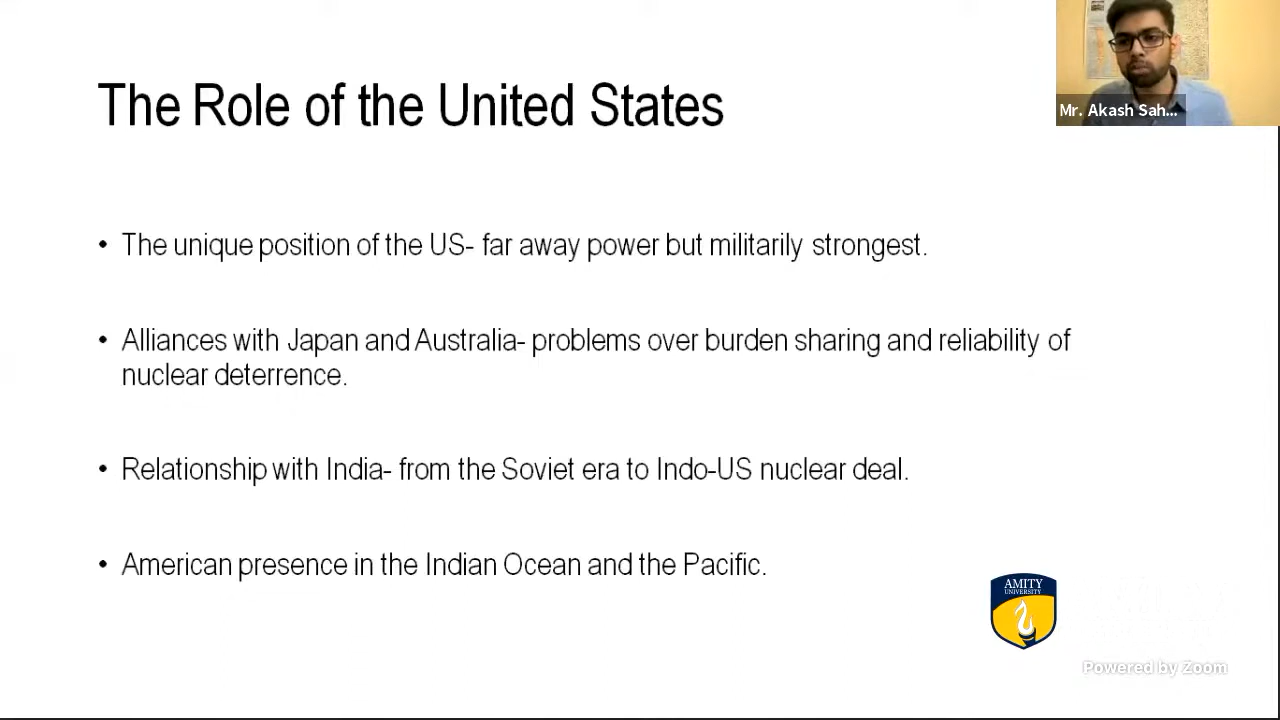 The Role of the United States
Mr. Akash Sah...
• The unique position of the US- far away power but militarily strongest.
• Alliances with Japan and Australia- problems over burden sharing and reliability of
nuclear deterrence.
• Relationship with India- from the Soviet era to Indo-US nuclear deal.
• American presence in the Indian Ocean and the Pacific.
AMITY
UNIVERSITY
Powered by Zoom